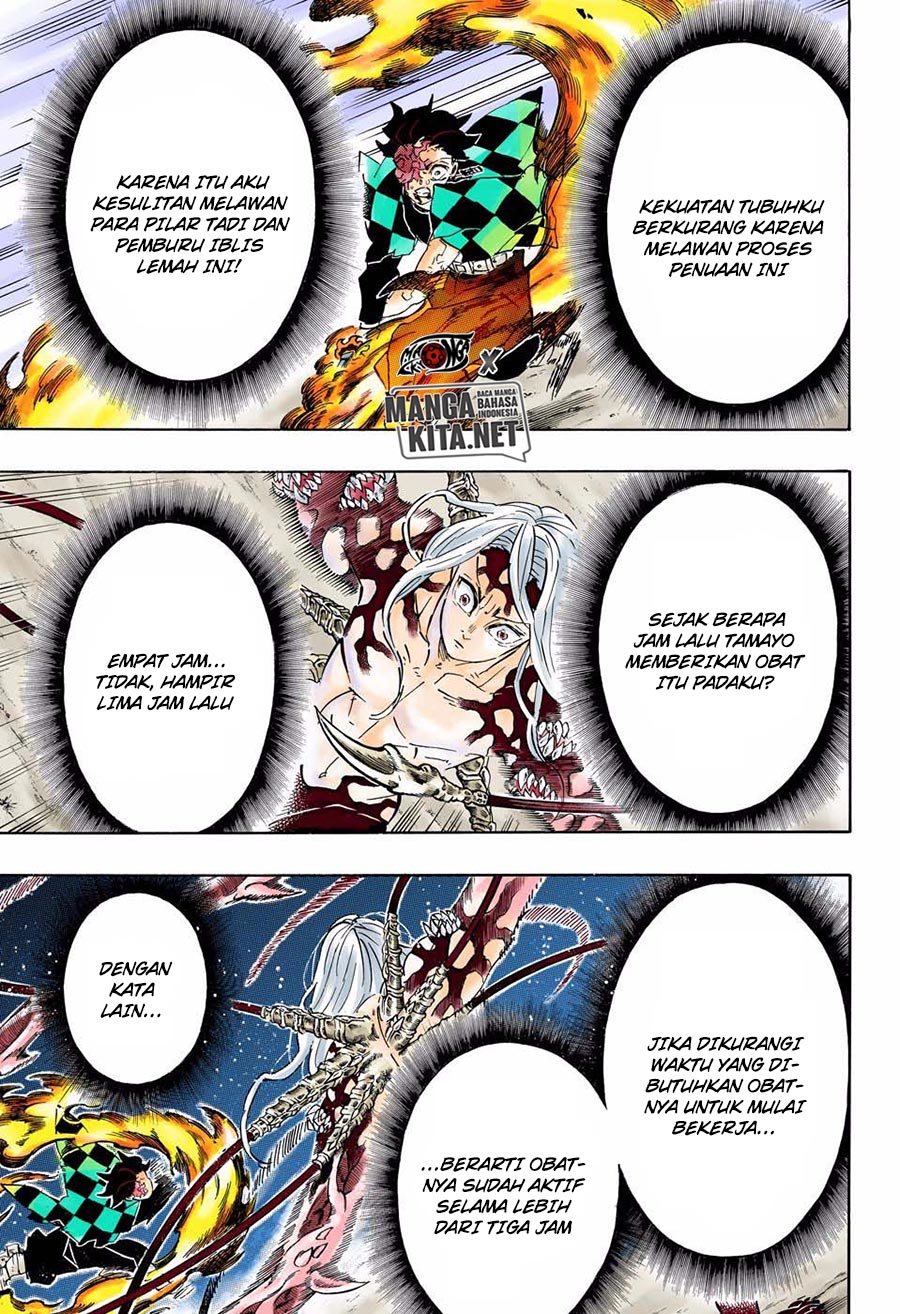 KEKUATAN TUBUHKU
BERKURANG KARENA
MELAWAN PROSES
PENUAAN INI
KARENA ITU AKU
KESULITAN MELAWAN
PARA PILAR TADI DAN
PEMBURU IBLIS
LEMAH INI!
X
MANGA
KITA.NET
BACA MANGA
BAHASA
INDONESIA
SEJAK BERAPA
JAM LALU TAMAYO
MEMBERIKAN OBAT
ITU PADAKU?
EMPAT JAM...
TIDAK, HAMPIR
LIMA JAM LALU
JIKA DIKURANGI
WAKTU YANG DI-
BUTUHKAN OBAT-
NYA UNTUK MULAI
BEKERJA...
...BERARTI OBAT-
NYA SUDAH AKTIF
SELAMA LEBIH
DARI TIGA JAM
DENGAN
KATA
LAIN...